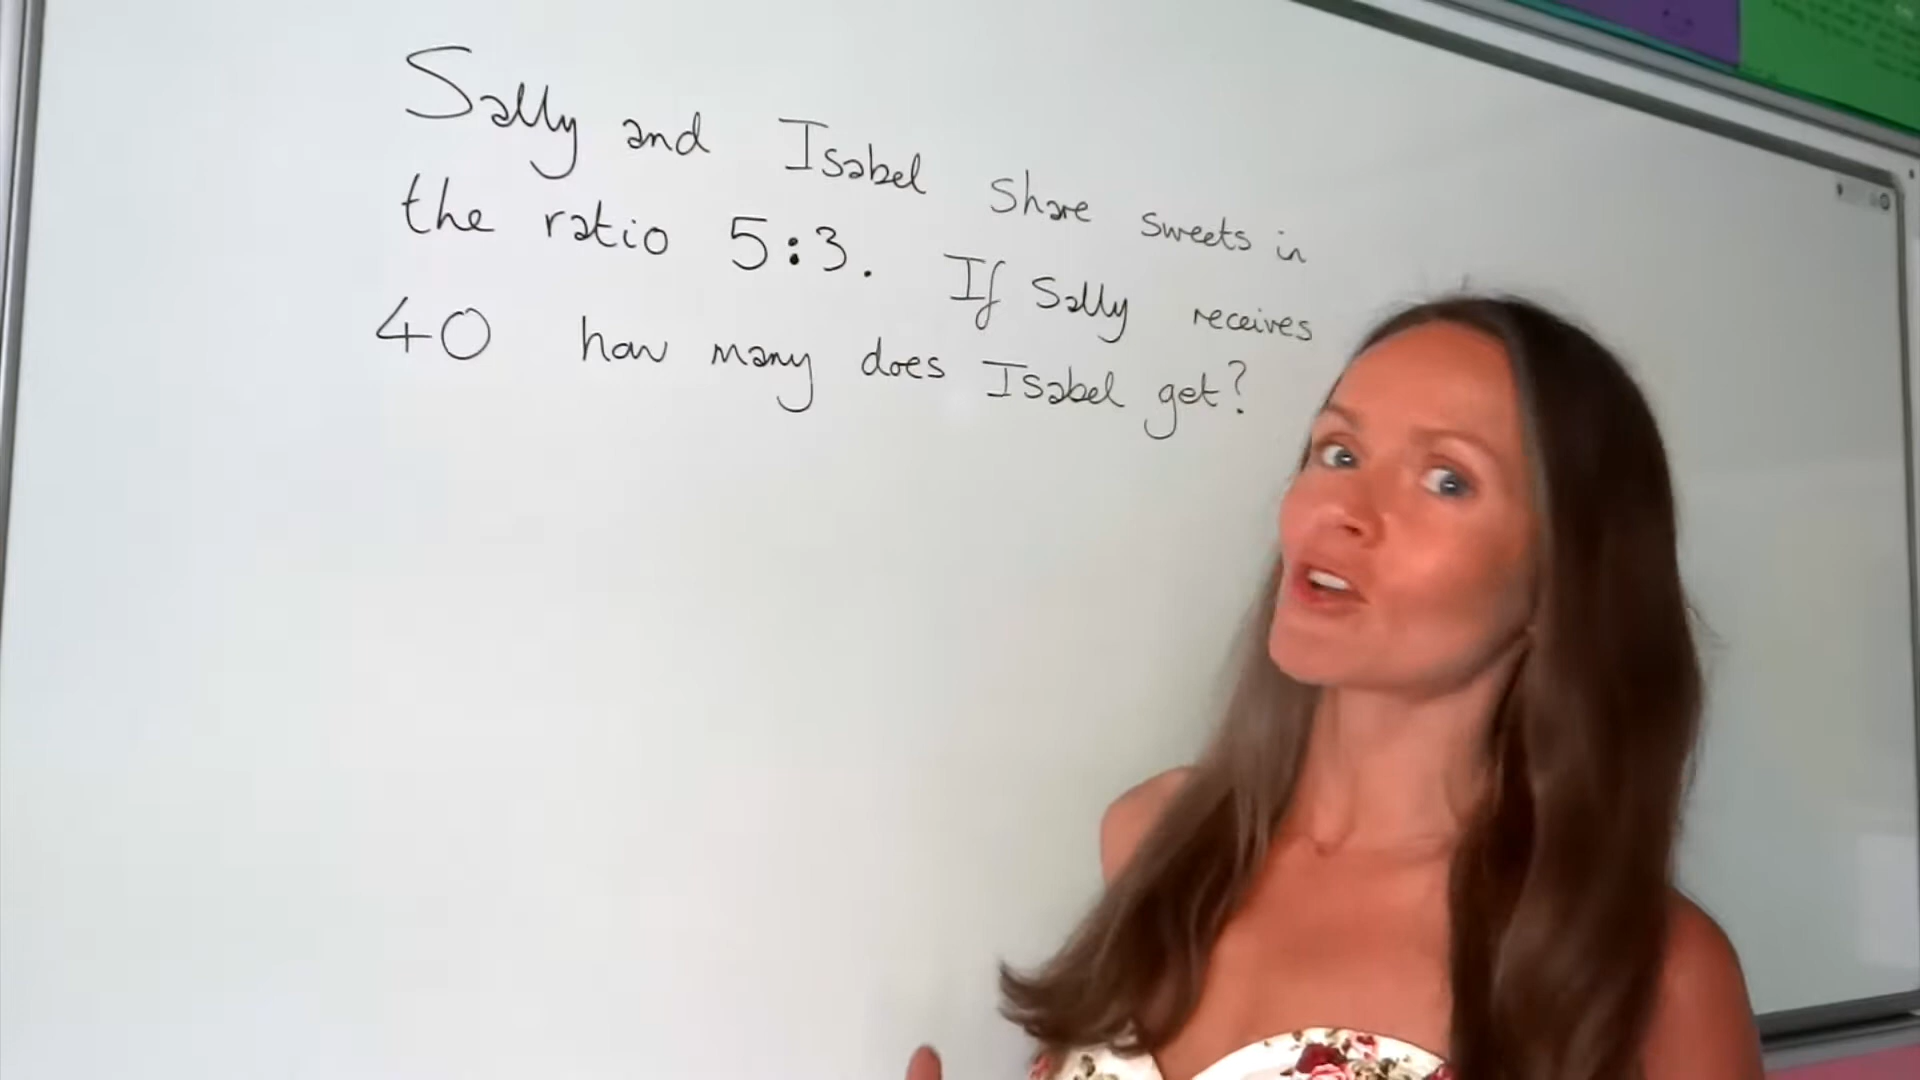 Sally and Isabel share sweets in
the ratio 5:3. If Sally receives
40 how many does Isabel get?